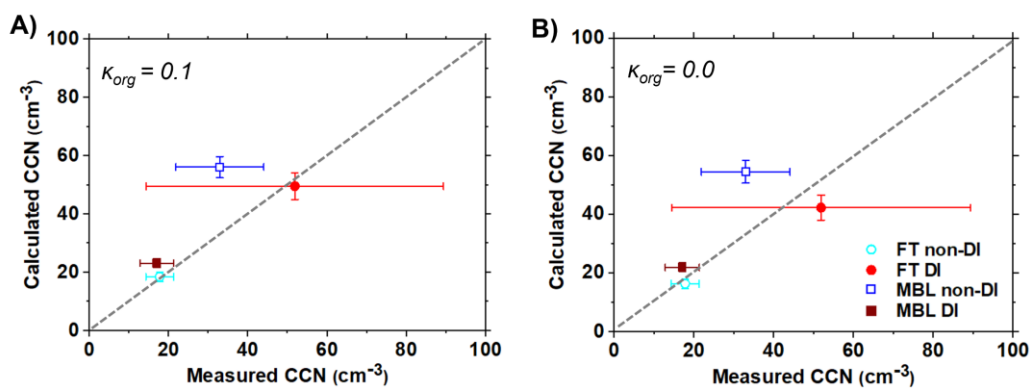 A)
κorg = 0.1
Calculated CCN (cm⁻³)
100
80
60
40
20
0
0 20 40 60 80 100
Measured CCN (cm⁻³)
B)
κorg = 0.0
Calculated CCN (cm⁻³)
100
80
60
40
20
0
FT non-DI
FT DI
MBL non-DI
MBL DI
0 20 40 60 80 100
Measured CCN (cm⁻³)